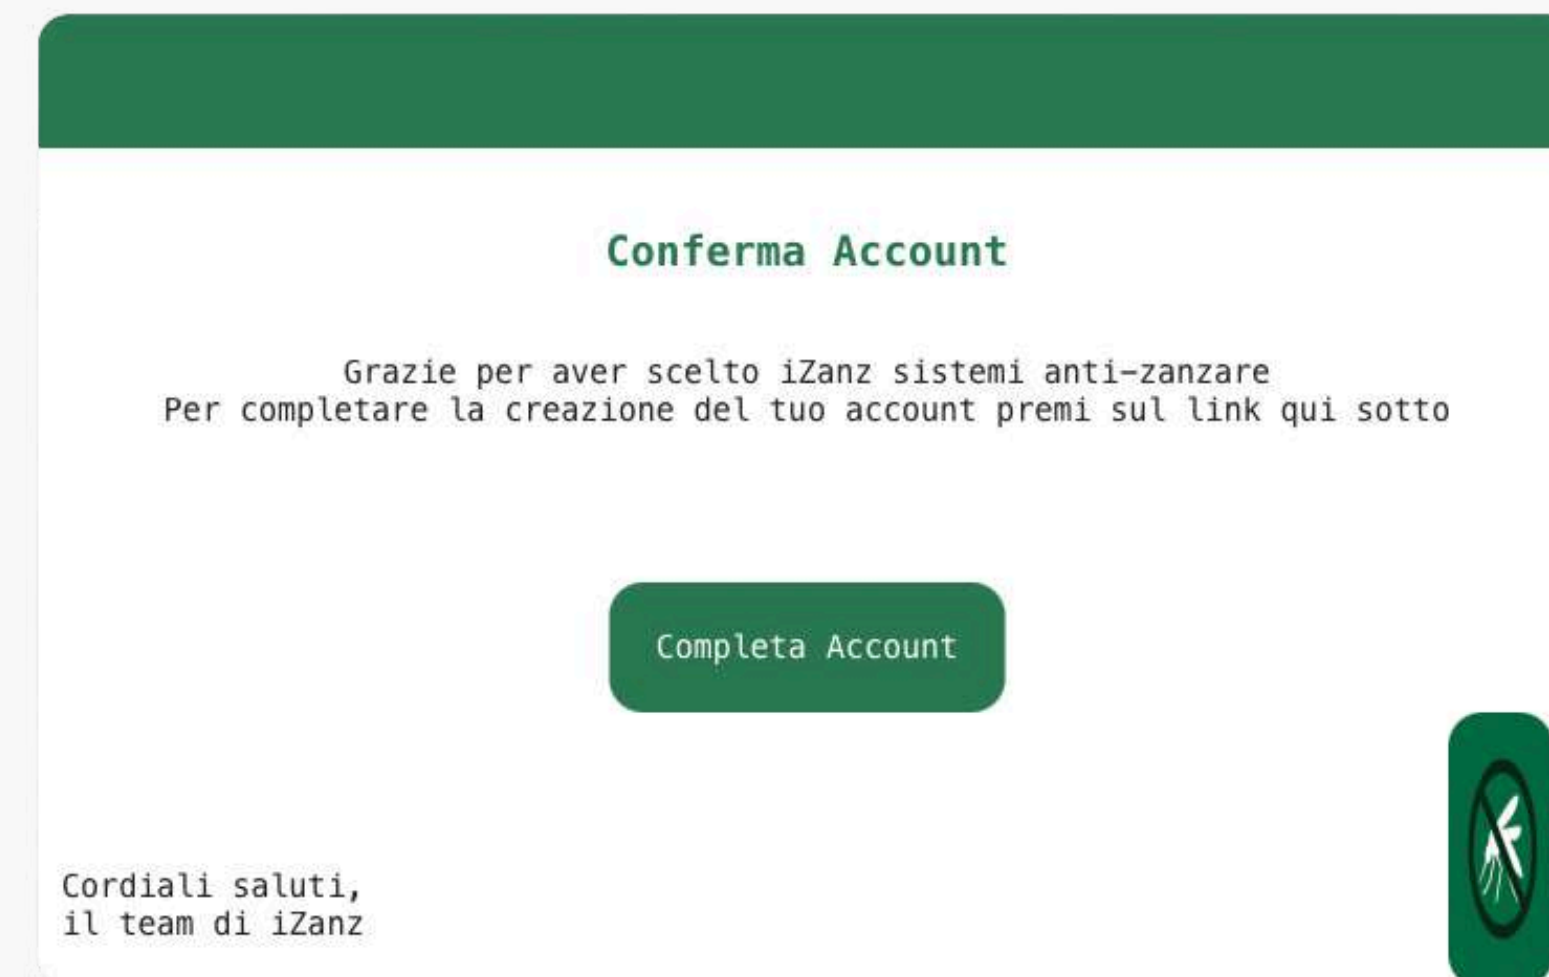 Conferma Account
Grazie per aver scelto iZanz sistemi anti-zanzare
Per completare la creazione del tuo account premi sul link qui sotto
Completa Account
Cordiali saluti,
il team di iZanz